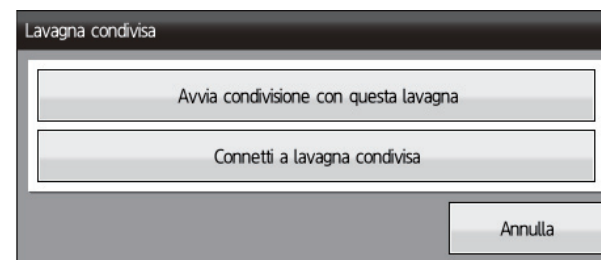 Lavagna condivisa
Avvia condivisione con questa lavagna
Connetti a lavagna condivisa
Annulla